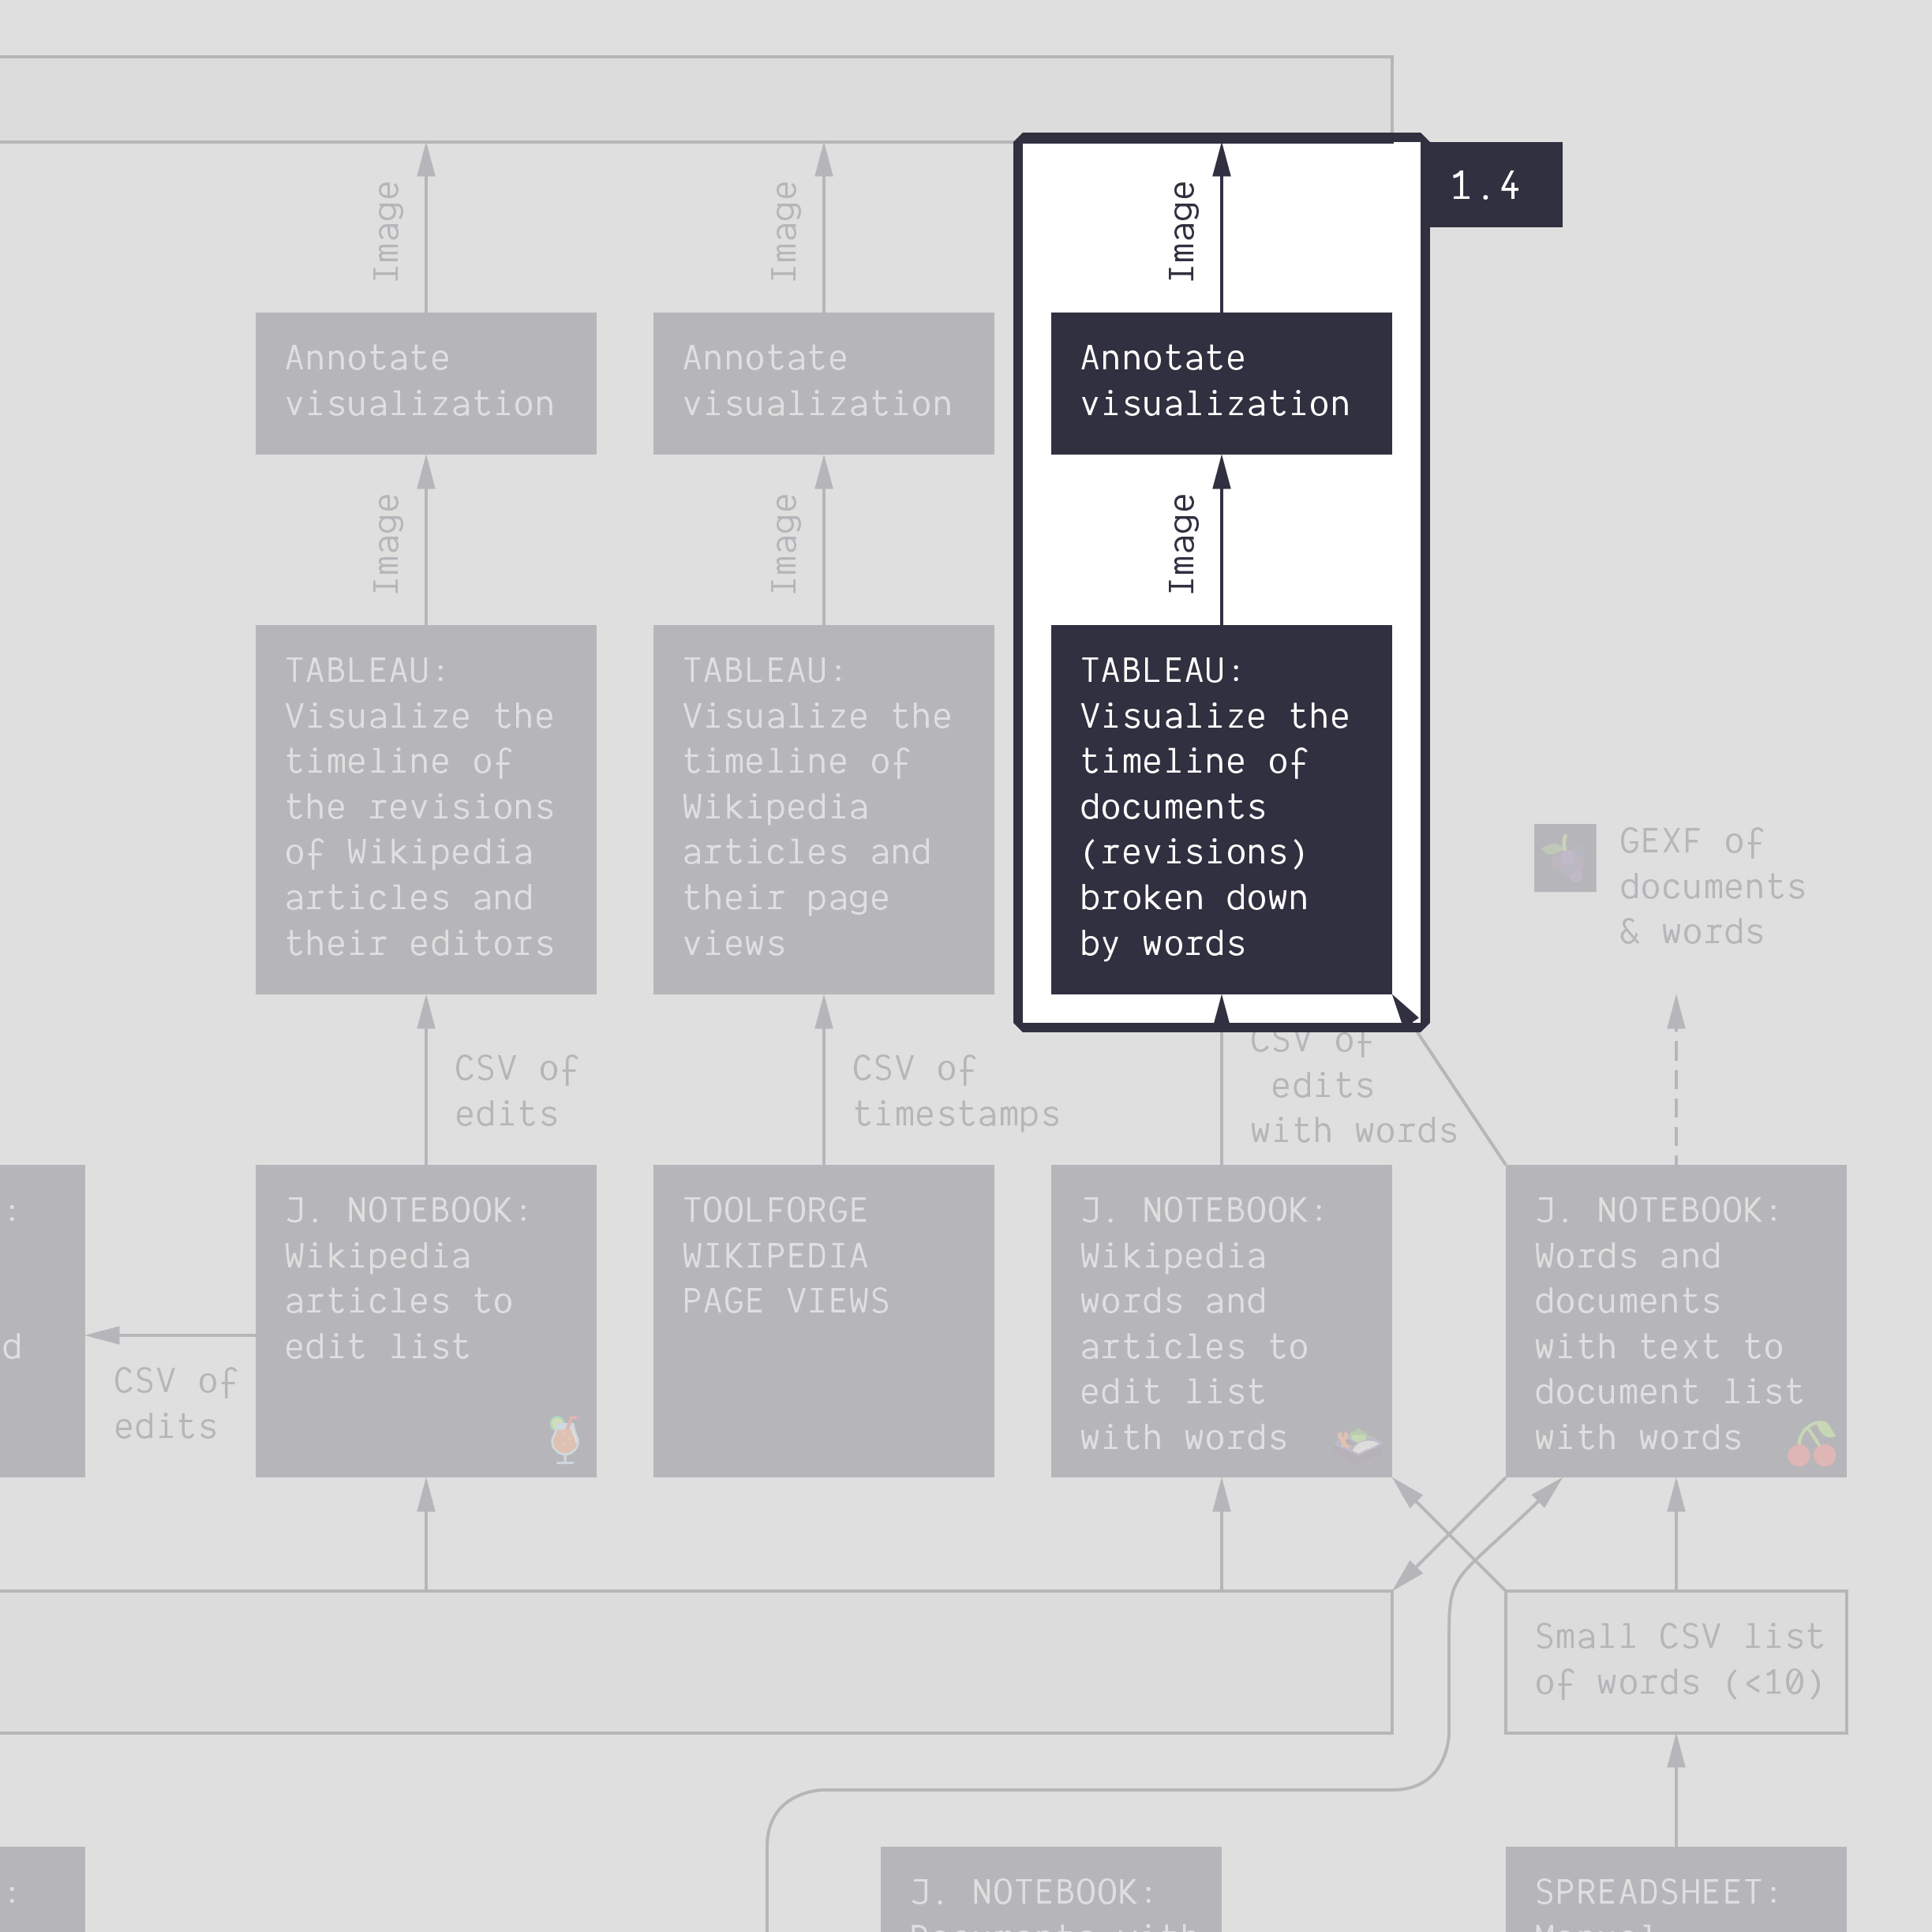 1.4
Image
Image
Image
Annotate
visualization
Annotate
visualization
Annotate
visualization
Image
Image
Image
TABLEAU:
Visualize the
timeline of
the revisions
of Wikipedia
articles and
their editors
TABLEAU:
Visualize the
timeline of
Wikipedia
articles and
their page
views
TABLEAU:
Visualize the
timeline of
documents
(revisions)
broken down
by words
GEXF of
documents
& words
CSV of
edits
CSV of
timestamps
CSV of
edits
with words
:
d
CSV of
edits
J. NOTEBOOK:
Wikipedia
articles to
edit list
TOOLFORGE
WIKIPEDIA
PAGE VIEWS
J. NOTEBOOK:
Wikipedia
words and
articles to
edit list
with words
J. NOTEBOOK:
Words and
documents
with text to
document list
with words
Small CSV list
of words (<10)
:
J. NOTEBOOK:
Documents with
SPREADSHEET:
Manual